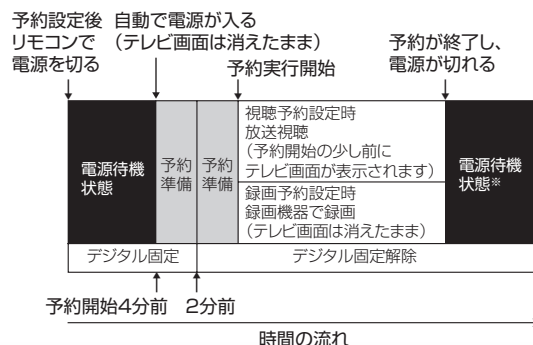 予約設定後
リモコンで
電源を切る
自動で電源が入る
（テレビ画面は消えたまま）
予約実行開始
予約が終了し、
電源が切れる
電源待機
状態
予約
準備
予約
準備
視聴予約設定時
放送視聴
（予約開始の少し前に
テレビ画面が表示されます）
録画予約設定時
録画機器で録画
（テレビ画面は消えたまま）
電源待機
状態※
デジタル固定
デジタル固定解除
予約開始4分前
2分前
時間の流れ